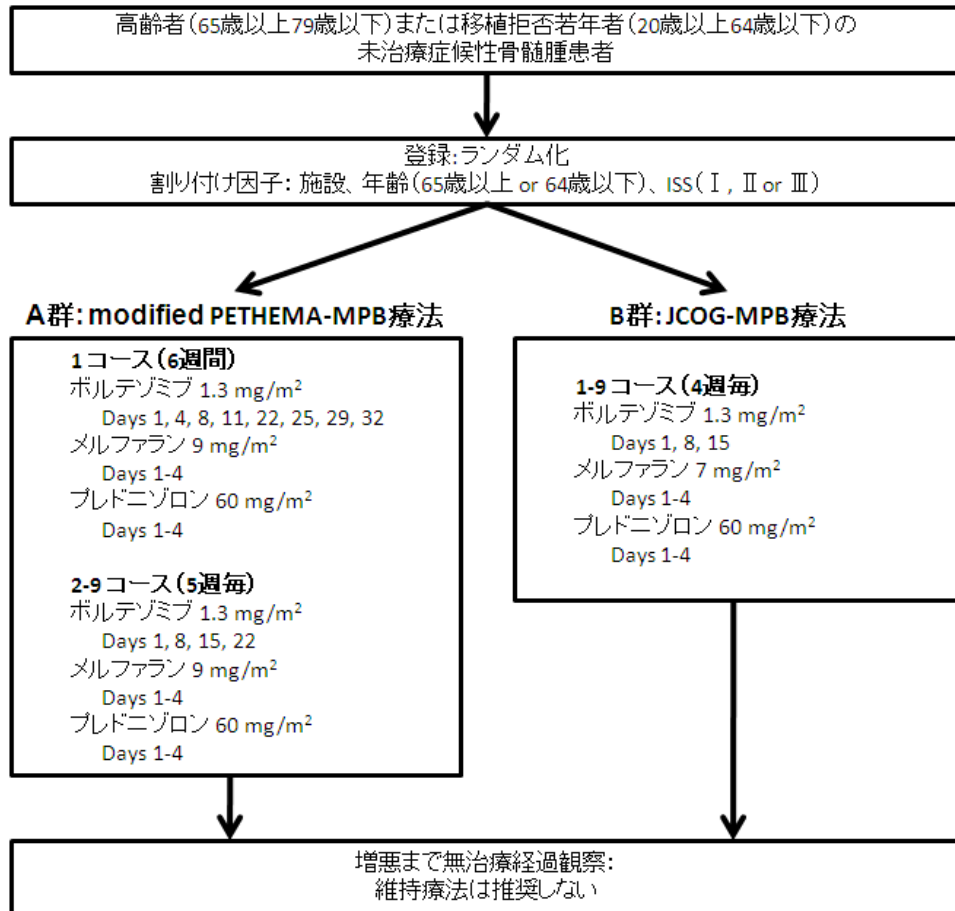 高齢者(65歳以上79歳以下)または移植拒否若年者(20歳以上64歳以下)の
未治療症候性骨髄腫患者
登録:ランダム化
割り付け因子: 施設、年齢(65歳以上 or 64歳以下)、ISS(Ⅰ, Ⅱ or Ⅲ)
A群: modified PETHEMA-MPB療法
1コース(6週間)
ボルテゾミブ 1.3 mg/m²
Days 1, 4, 8, 11, 22, 25, 29, 32
メルファラン 9 mg/m²
Days 1-4
プレドニゾロン 60 mg/m²
Days 1-4
2-9コース(5週毎)
ボルテゾミブ 1.3 mg/m²
Days 1, 8, 15, 22
メルファラン 9 mg/m²
Days 1-4
プレドニゾロン 60 mg/m²
Days 1-4
B群: JCOG-MPB療法
1-9コース(4週毎)
ボルテゾミブ 1.3 mg/m²
Days 1, 8, 15
メルファラン 7 mg/m²
Days 1-4
プレドニゾロン 60 mg/m²
Days 1-4
増悪まで無治療経過観察:
維持療法は推奨しない